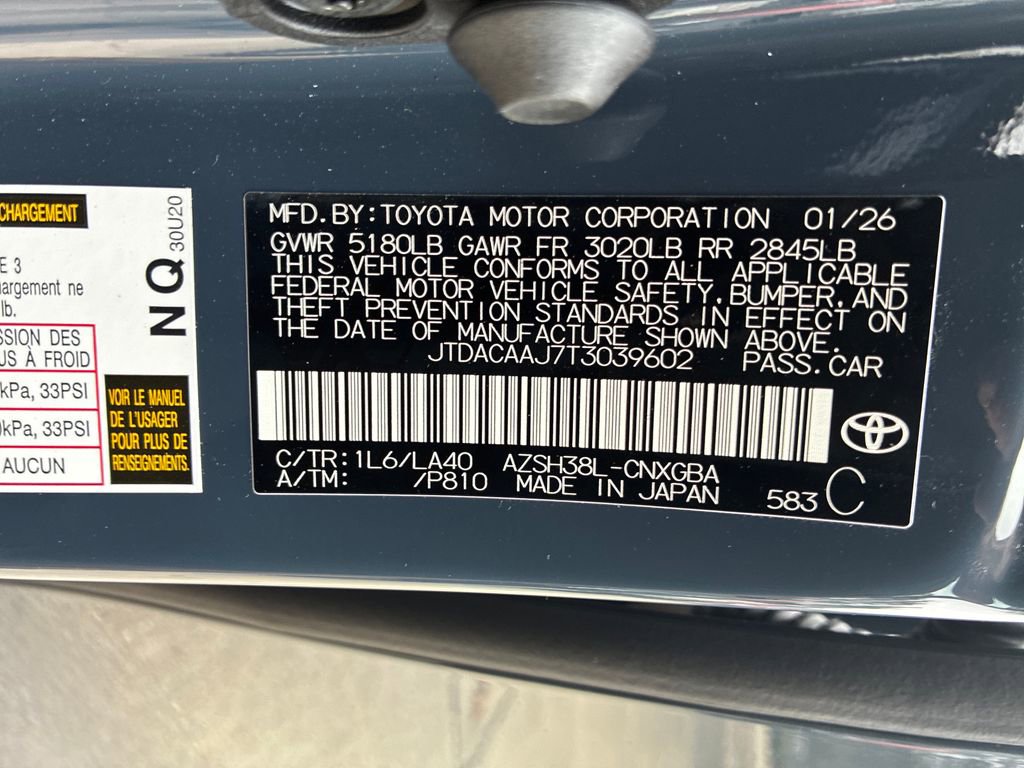 CHARGEMENT
E 3
argement ne
lb.
SSION DES
US À FROID
kPa, 33PSI
kPa, 33PSI
AUCUN
VOIR LE MANUEL
DE L'USAGER
POUR PLUS DE
RENSEIGNEMENTS.
NQ 30U20
MFD.BY:TOYOTA MOTOR CORPORATION 01/26
GVWR 5180LB GAWR FR 3020LB RR 2845LB
THIS VEHICLE CONFORMS TO ALL APPLICABLE
FEDERAL MOTOR VEHICLE SAFETY,BUMPER,AND
THEFT PREVENTION STANDARDS IN EFFECT ON
THE DATE OF MANUFACTURE SHOWN ABOVE.
JTDACAAJ7T3039602 PASS.CAR
C/TR:1L6/LA40 AZSH38L-CNXGBA
A/TM: /P810 MADE IN JAPAN 583 C